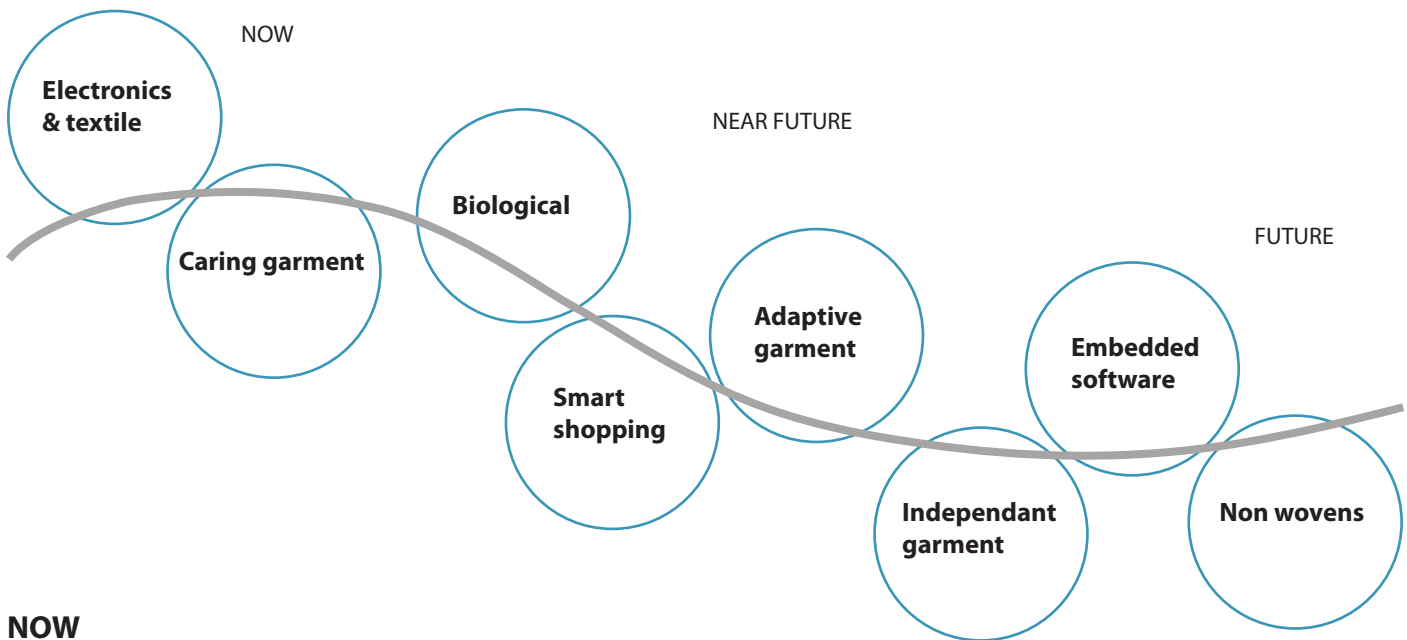 NOW
Electronics
& textile
NEAR FUTURE
Biological
Caring garment
FUTURE
Adaptive
garment
Embedded
software
Smart
shopping
Independant
garment
Non wovens
NOW